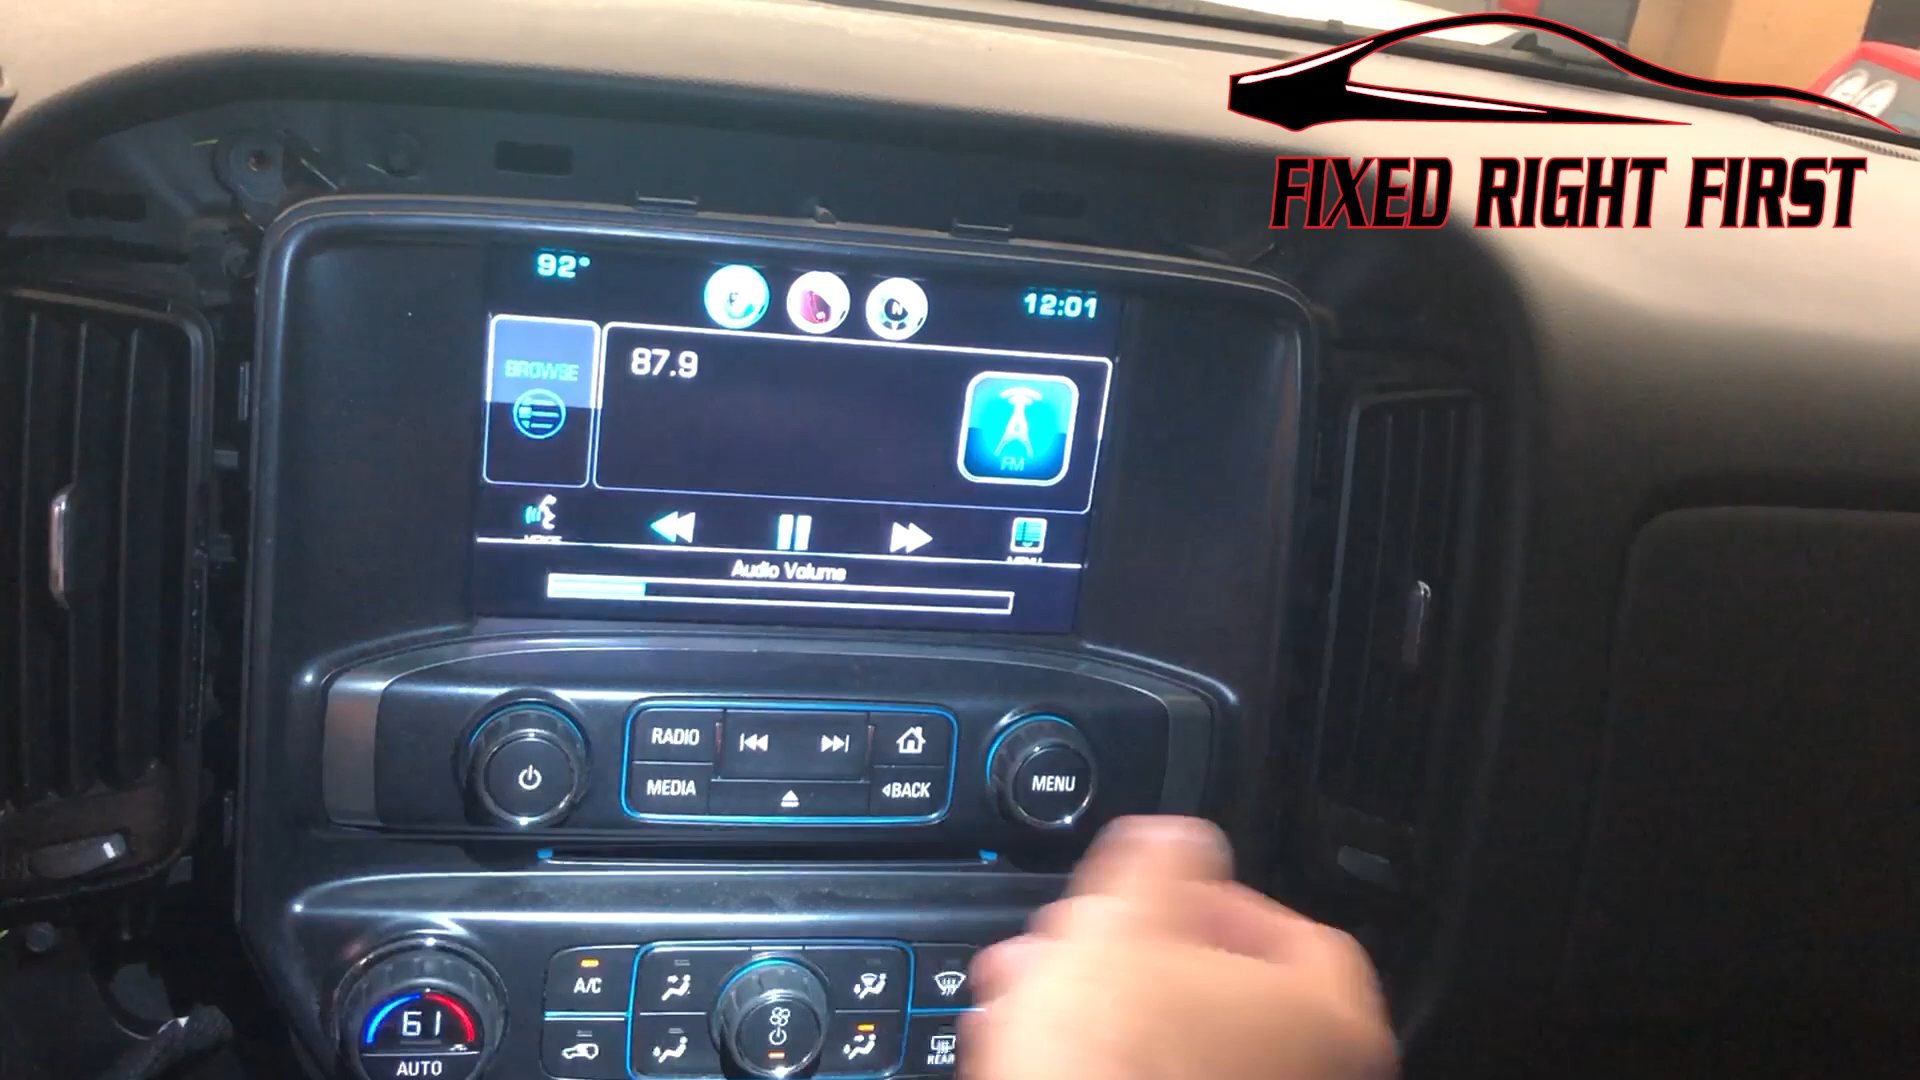 FIXED RIGHT FIRST
92°
12:01
BROWSE
87.9
FM
Audio Volume
RADIO
MEDIA
BACK
MENU
A/C
61
AUTO
REAR